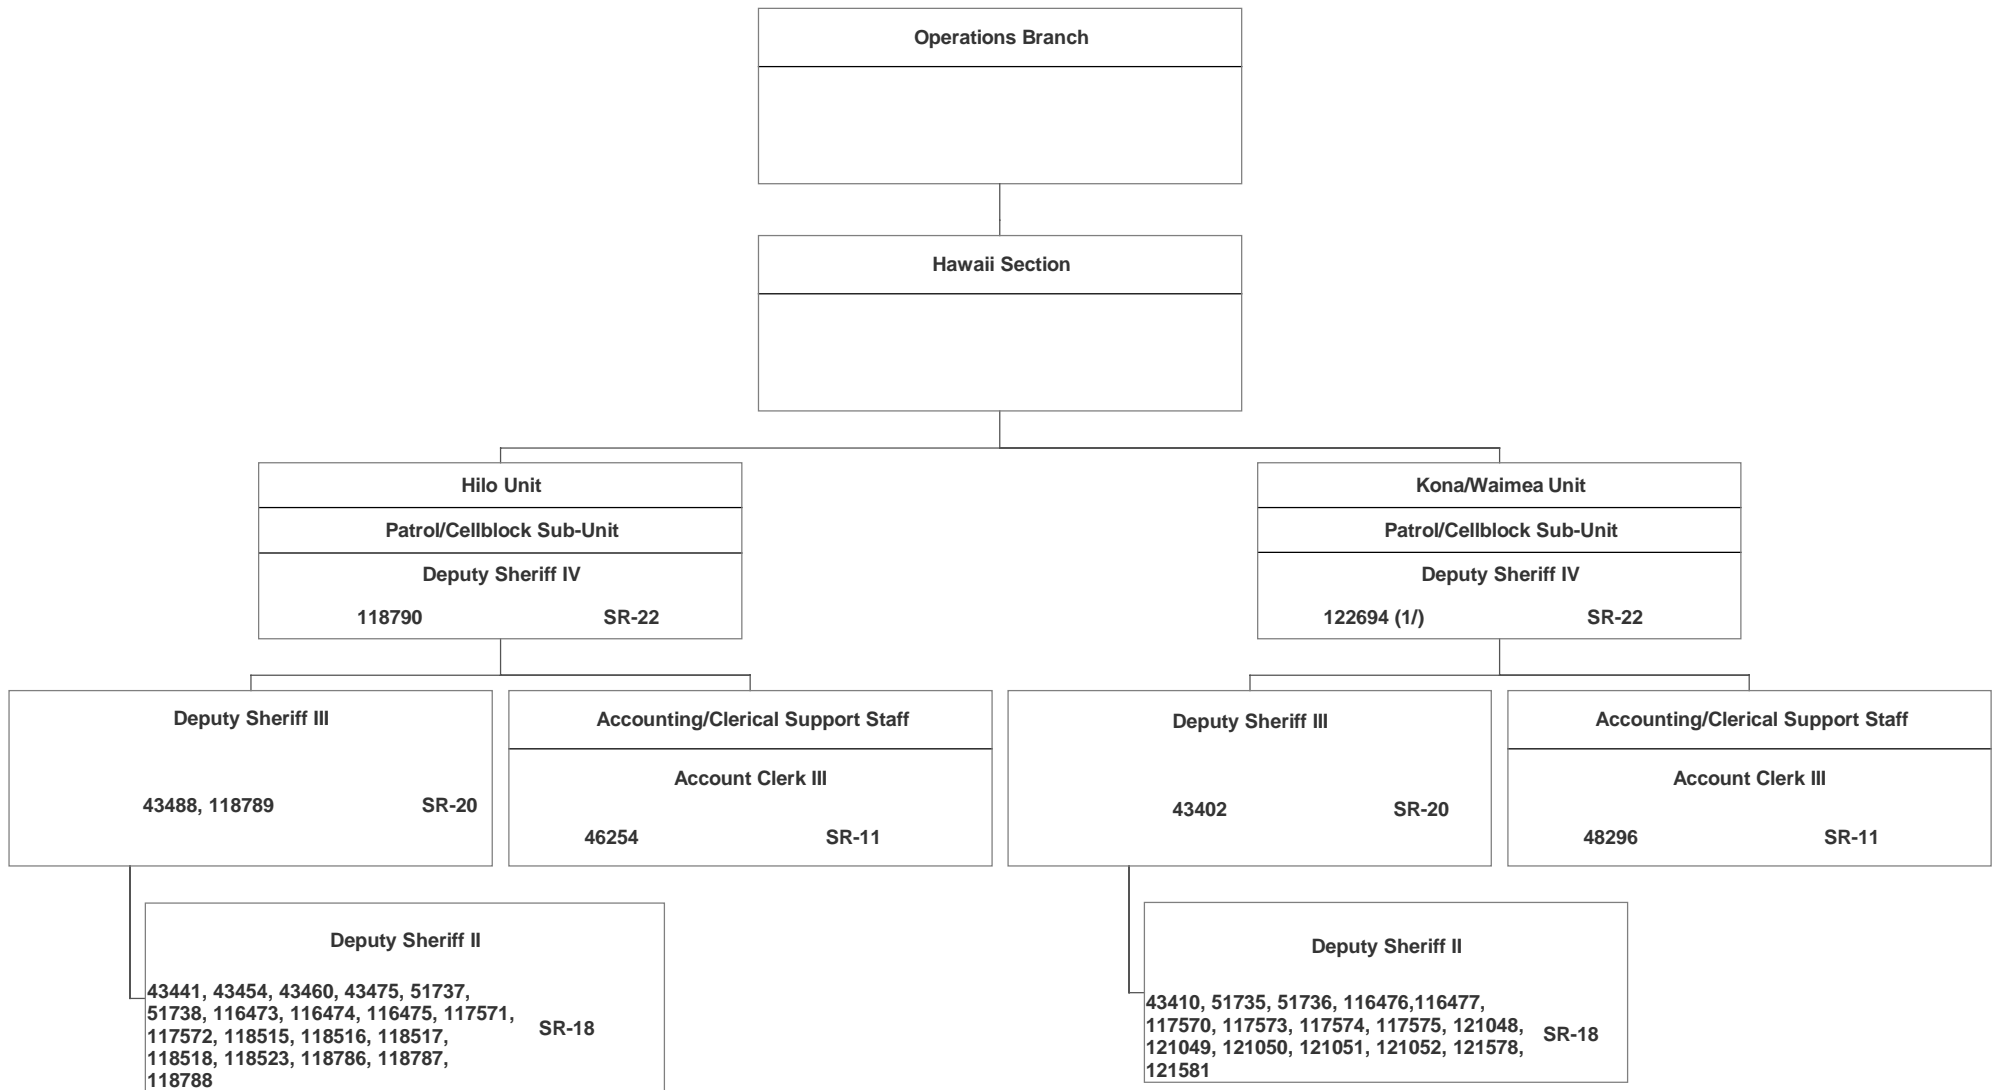 Operations Branch
Hawaii Section
Hilo Unit
Patrol/Cellblock Sub-Unit
Deputy Sheriff IV
118790 SR-22
Kona/Waimea Unit
Patrol/Cellblock Sub-Unit
Deputy Sheriff IV
122694 (1/) SR-22
Deputy Sheriff III
43488, 118789 SR-20
Accounting/Clerical Support Staff
Account Clerk III
46254 SR-11
Deputy Sheriff III
43402 SR-20
Accounting/Clerical Support Staff
Account Clerk III
48296 SR-11
Deputy Sheriff II
43441, 43454, 43460, 43475, 51737,
51738, 116473, 116474, 116475, 117571,
117572, 118515, 118516, 118517,
118518, 118523, 118786, 118787,
118788
SR-18
Deputy Sheriff II
43410, 51735, 51736, 116476,116477,
117570, 117573, 117574, 117575, 121048,
121049, 121050, 121051, 121052, 121578,
121581
SR-18